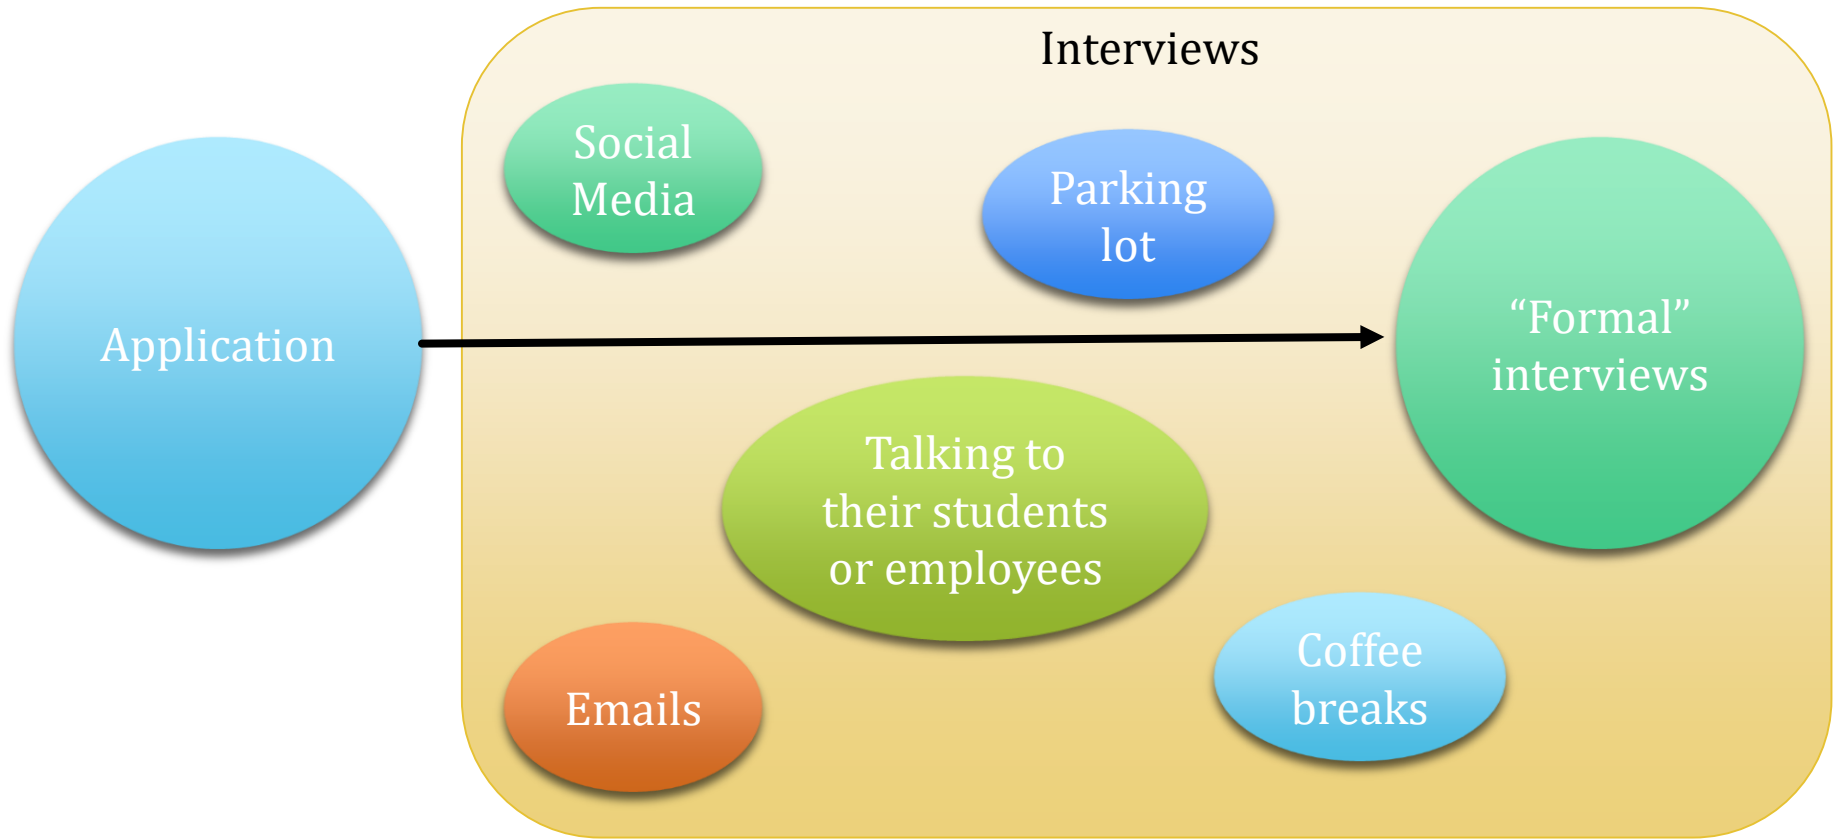 Interviews
Social
Media
Parking
lot
Application
“Formal”
interviews
Talking to
their students
or employees
Emails
Coffee
breaks